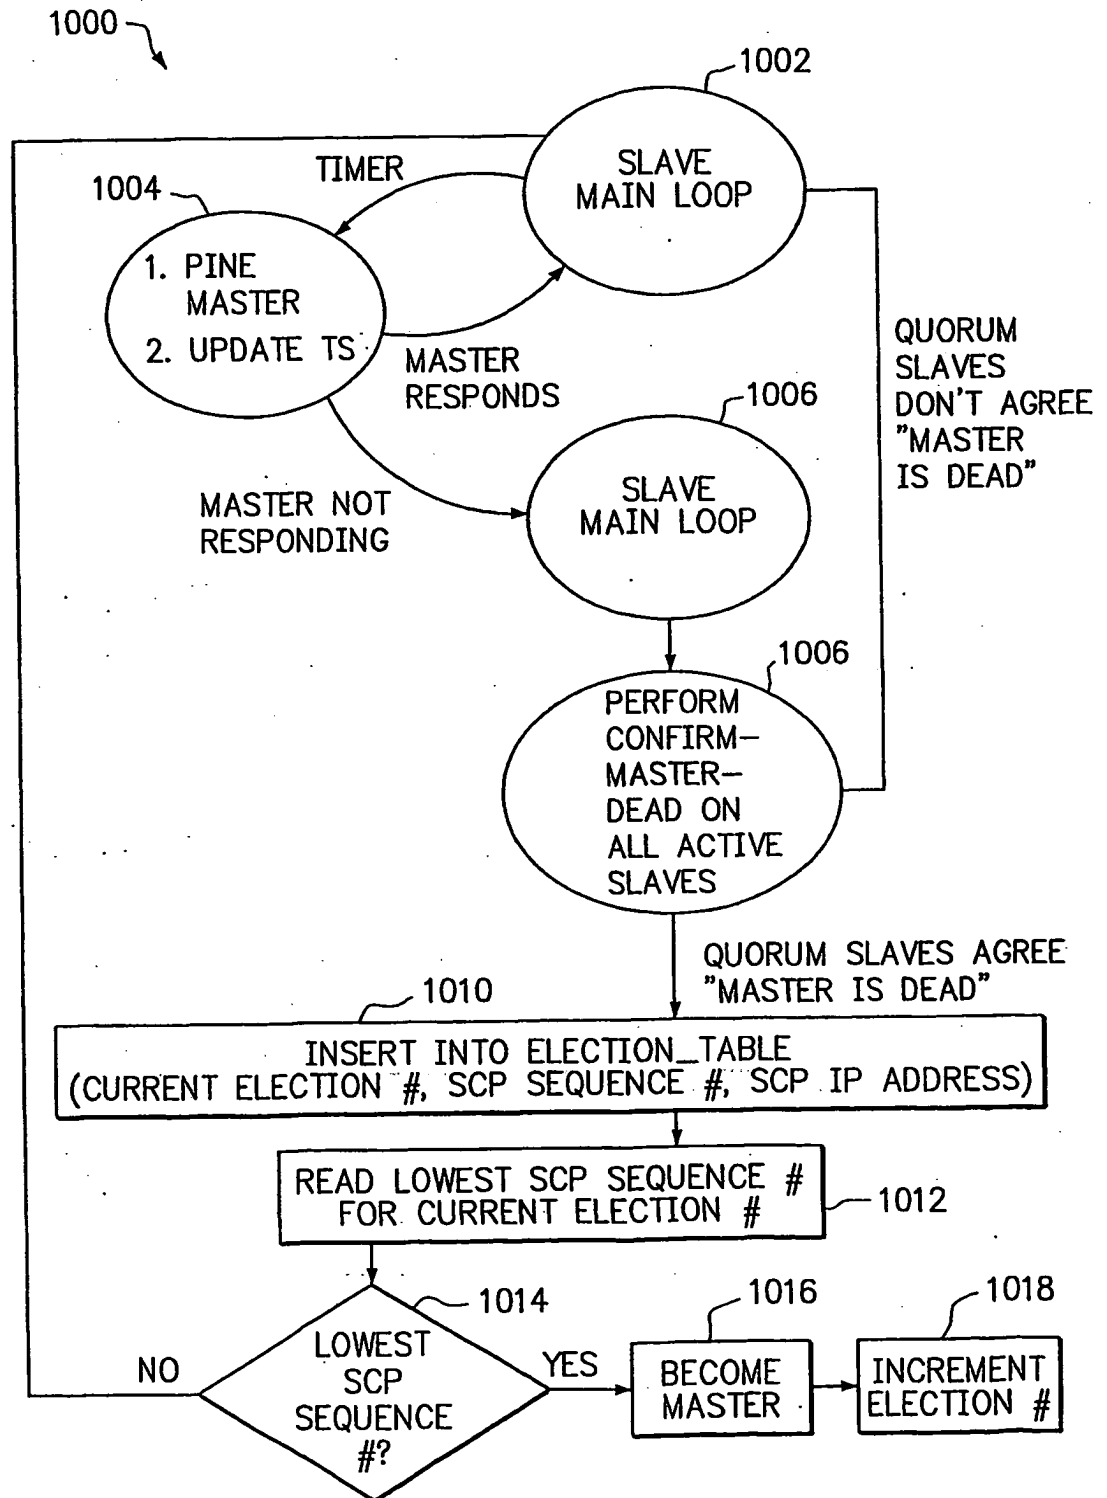 1000
1002
SLAVE
MAIN LOOP
TIMER
1004
1. PINE
MASTER
2. UPDATE TS
MASTER
RESPONDS
QUORUM
SLAVES
DON'T AGREE
"MASTER
IS DEAD"
1006
SLAVE
MAIN LOOP
MASTER NOT
RESPONDING
1006
PERFORM
CONFIRM–
MASTER–
DEAD ON
ALL ACTIVE
SLAVES
QUORUM SLAVES AGREE
"MASTER IS DEAD"
1010
INSERT INTO ELECTION_TABLE
(CURRENT ELECTION #, SCP SEQUENCE #, SCP IP ADDRESS)
READ LOWEST SCP SEQUENCE #
FOR CURRENT ELECTION #
1012
1014
LOWEST
SCP
SEQUENCE
#?
NO
YES
1016
BECOME
MASTER
1018
INCREMENT
ELECTION #